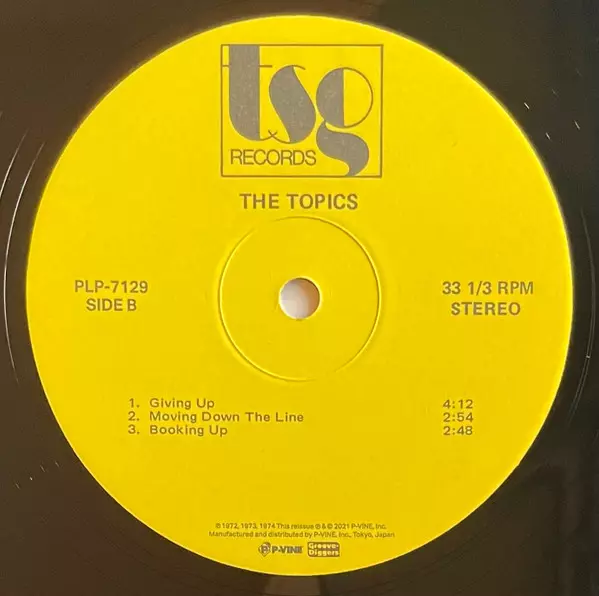 tsg
RECORDS
THE TOPICS
PLP-7129
SIDE B
33 1/3 RPM
STEREO
1. Giving Up 4:12
2. Moving Down The Line 2:54
3. Booking Up 2:48
℗ 1972, 1973, 1974 This reissue ℗ & © 2021 P-VINE, Inc.
Manufactured and distributed by P-VINE, Inc., Tokyo, Japan
P-VINE Groove-Diggers